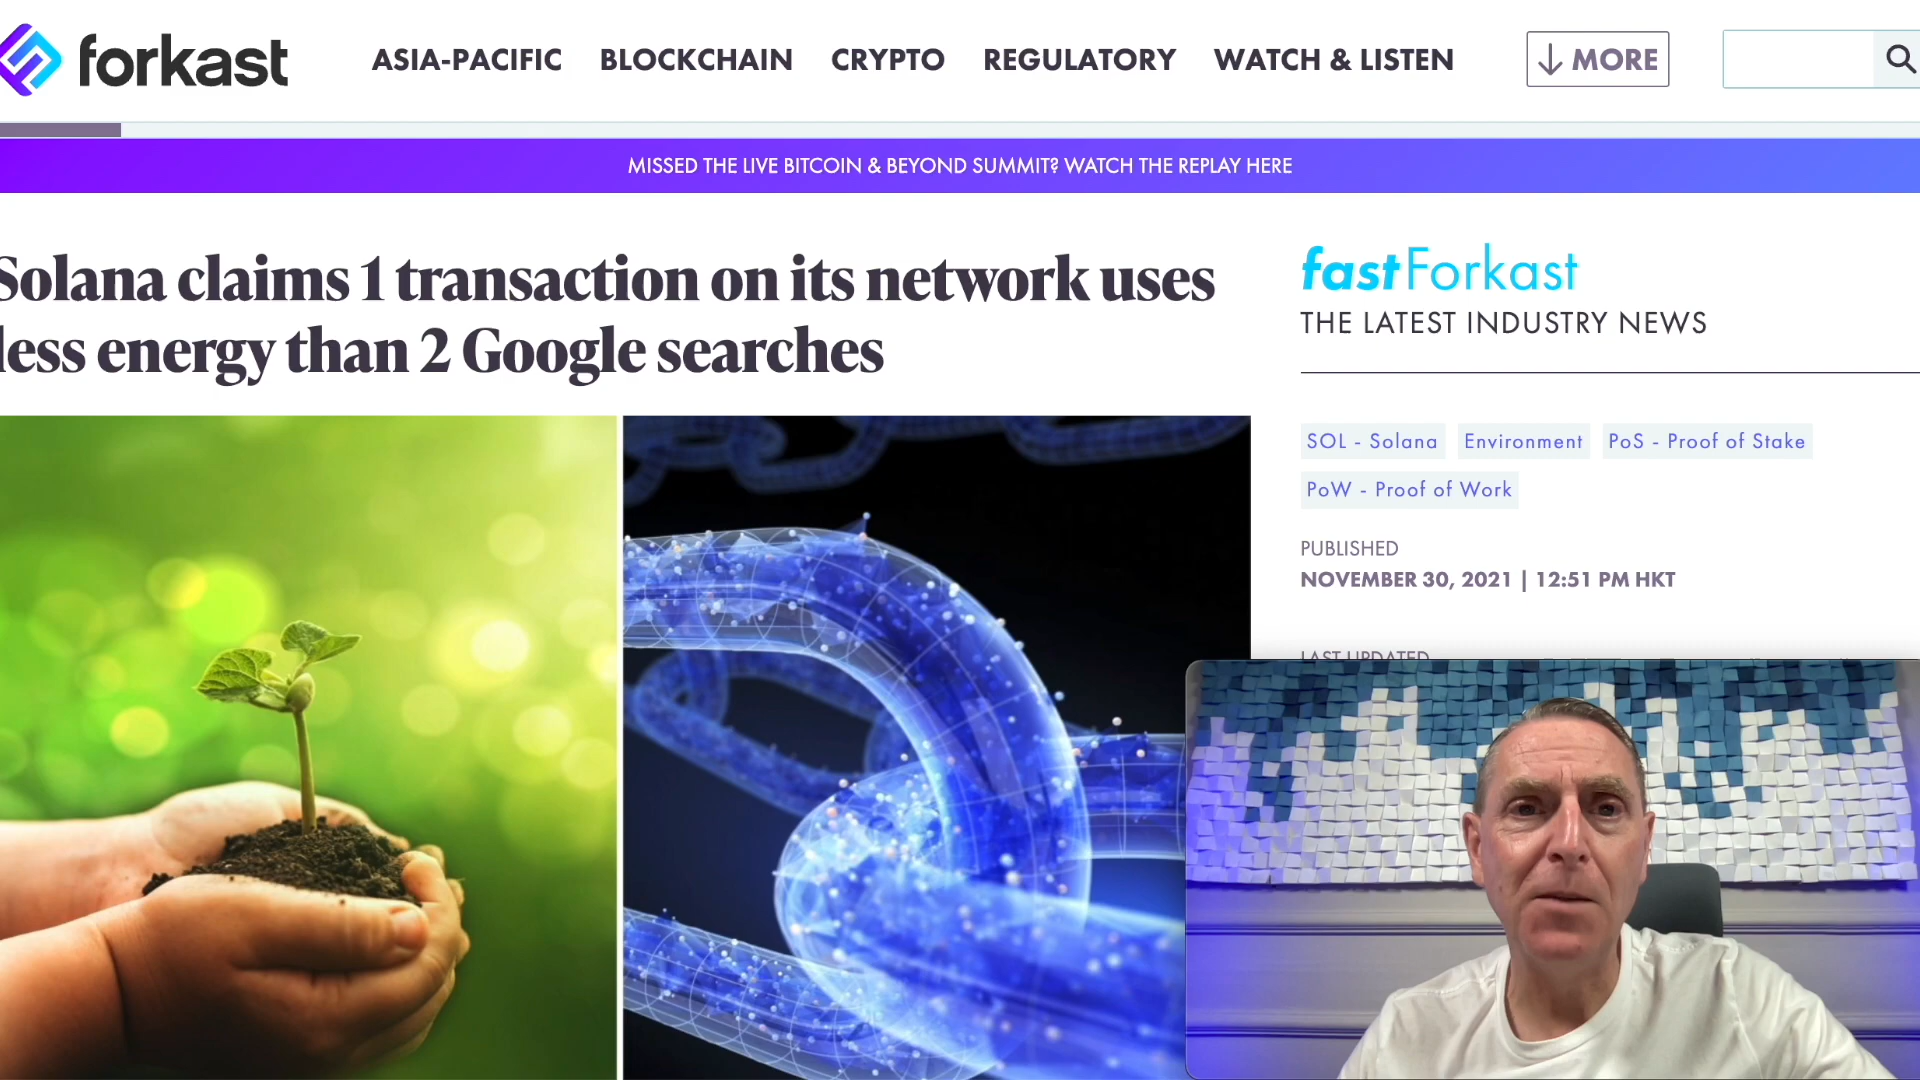 forkast
ASIA-PACIFIC BLOCKCHAIN CRYPTO REGULATORY WATCH & LISTEN MORE
MISSED THE LIVE BITCOIN & BEYOND SUMMIT? WATCH THE REPLAY HERE
Solana claims 1 transaction on its network uses
less energy than 2 Google searches
fastForkast
THE LATEST INDUSTRY NEWS
SOL - Solana Environment PoS - Proof of Stake
PoW - Proof of Work
PUBLISHED
NOVEMBER 30, 2021 | 12:51 PM HKT
LAST UPDATED